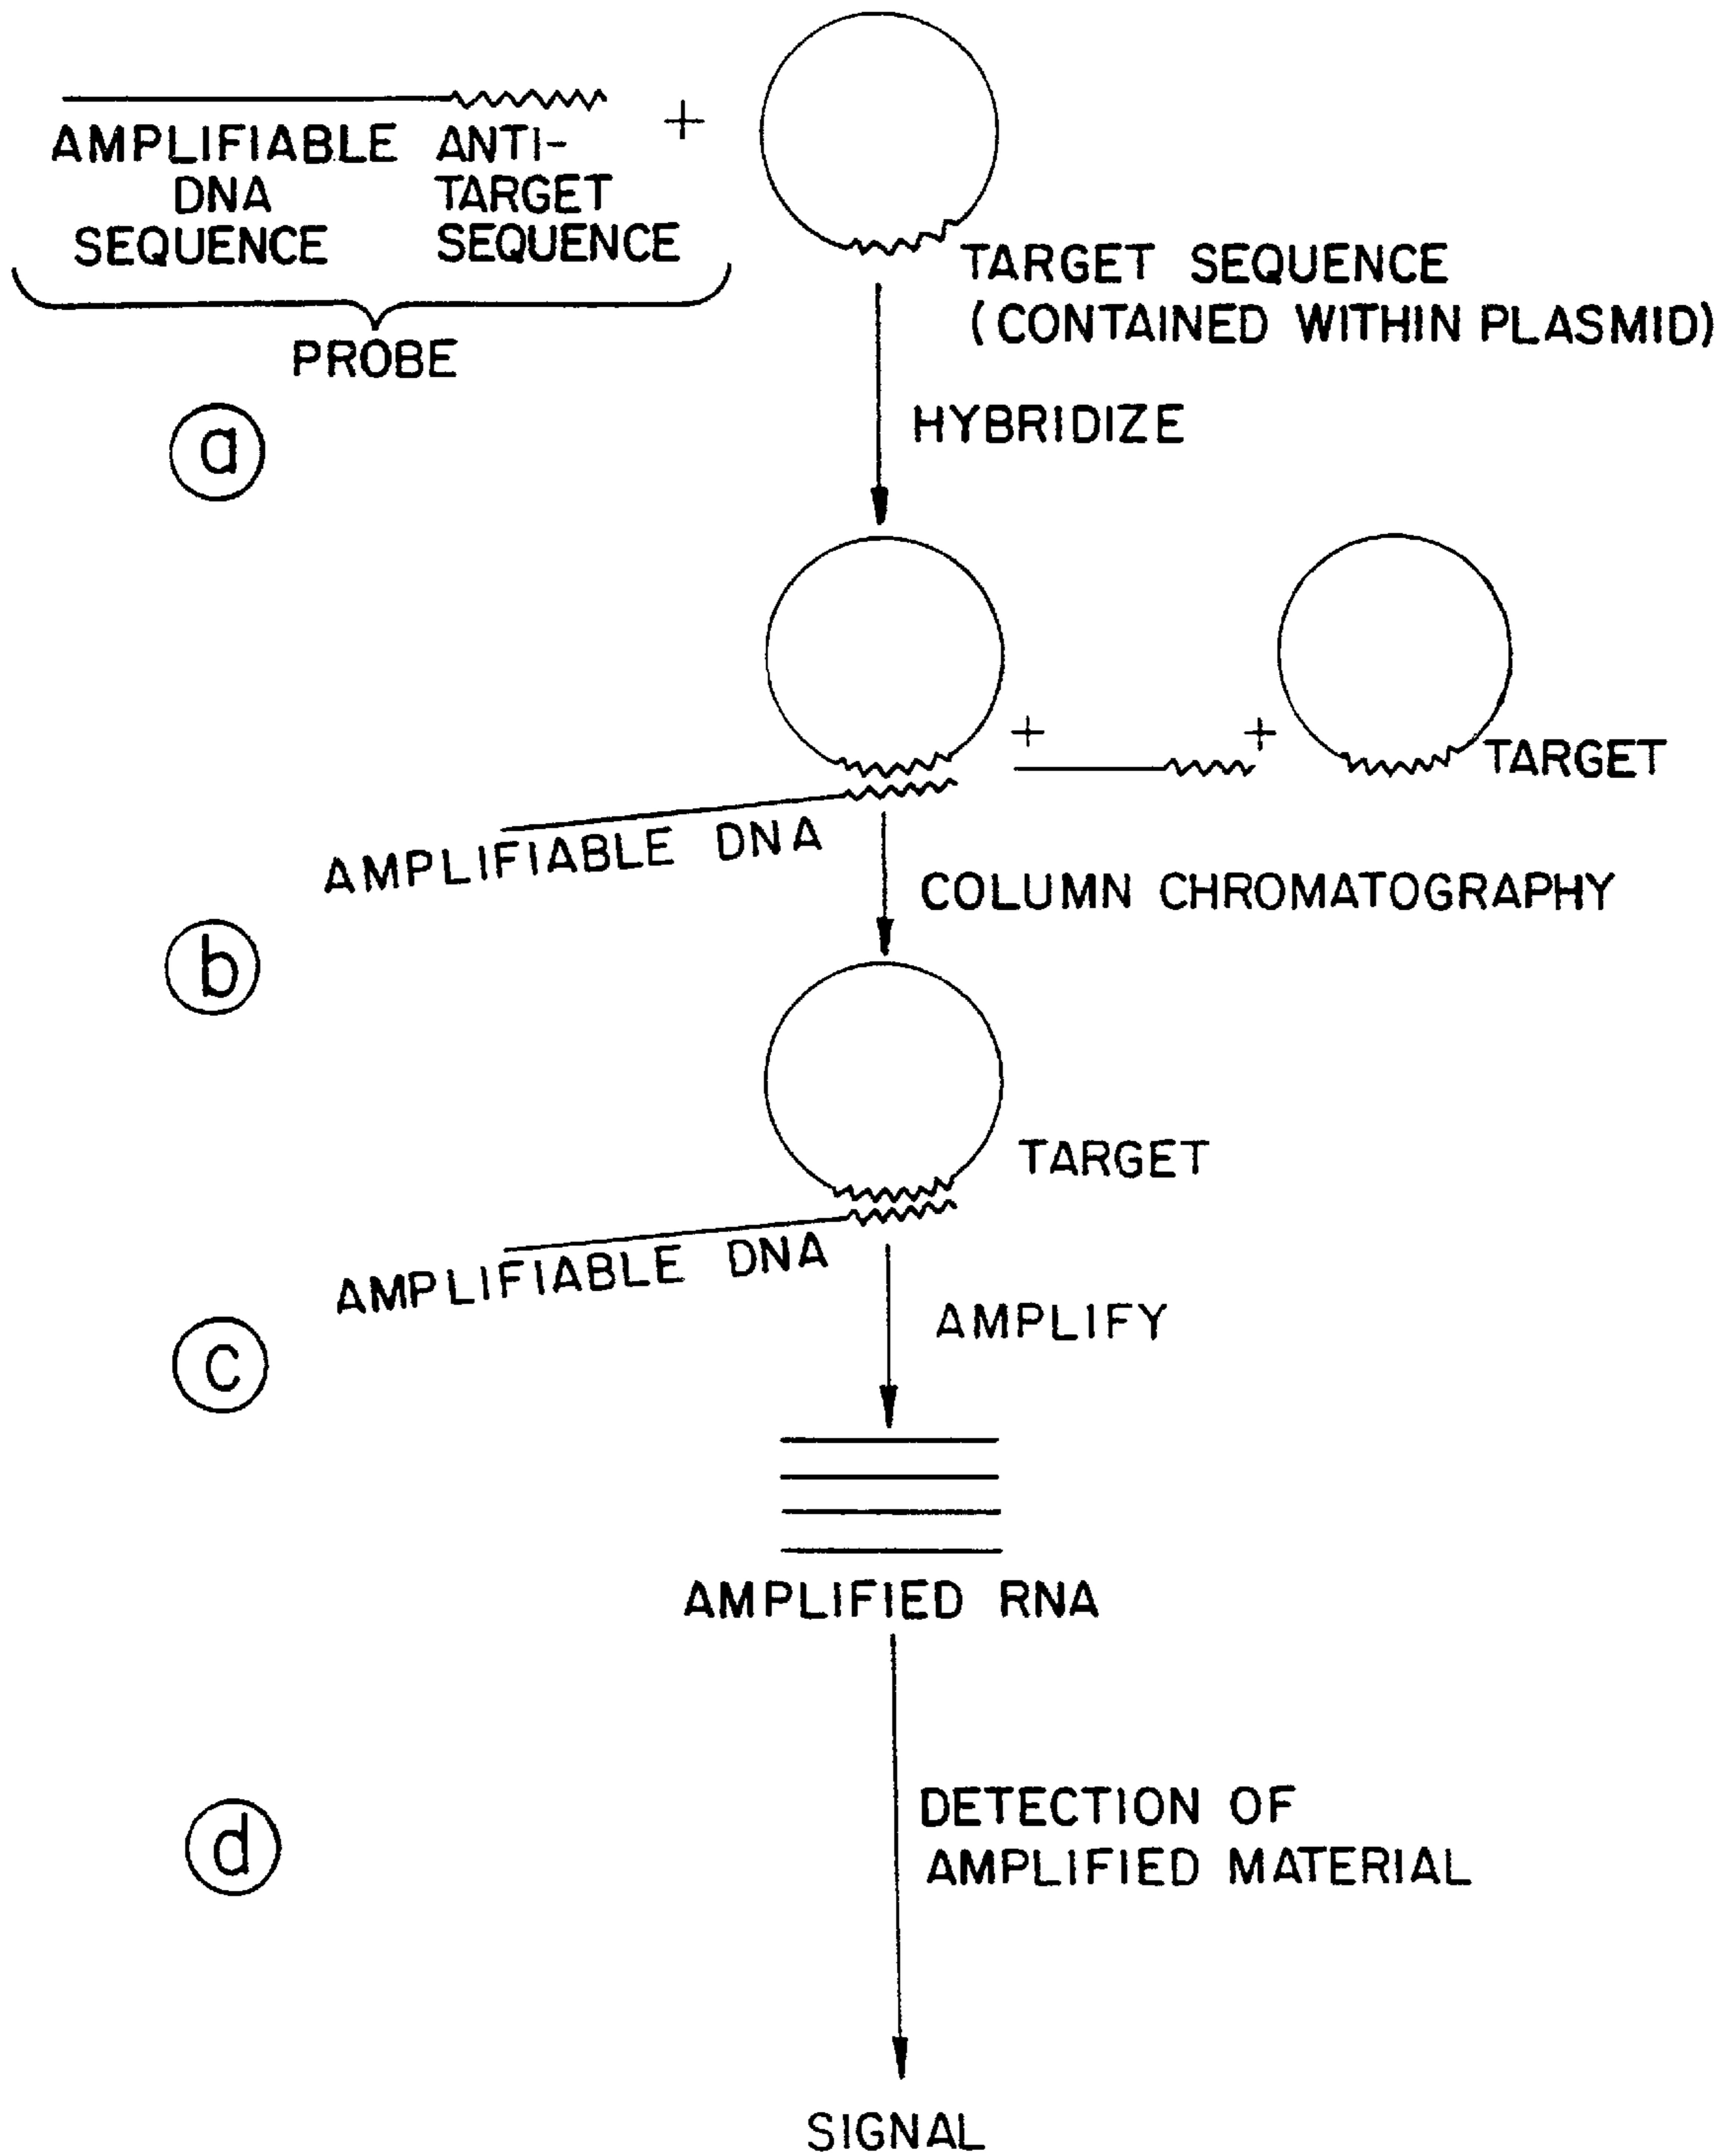 AMPLIFIABLE
DNA
SEQUENCE
ANTI-
TARGET
SEQUENCE
+
PROBE
TARGET SEQUENCE
(CONTAINED WITHIN PLASMID)
a
HYBRIDIZE
+
+
TARGET
AMPLIFIABLE DNA
COLUMN CHROMATOGRAPHY
b
TARGET
AMPLIFIABLE DNA
AMPLIFY
c
AMPLIFIED RNA
d
DETECTION OF
AMPLIFIED MATERIAL
SIGNAL